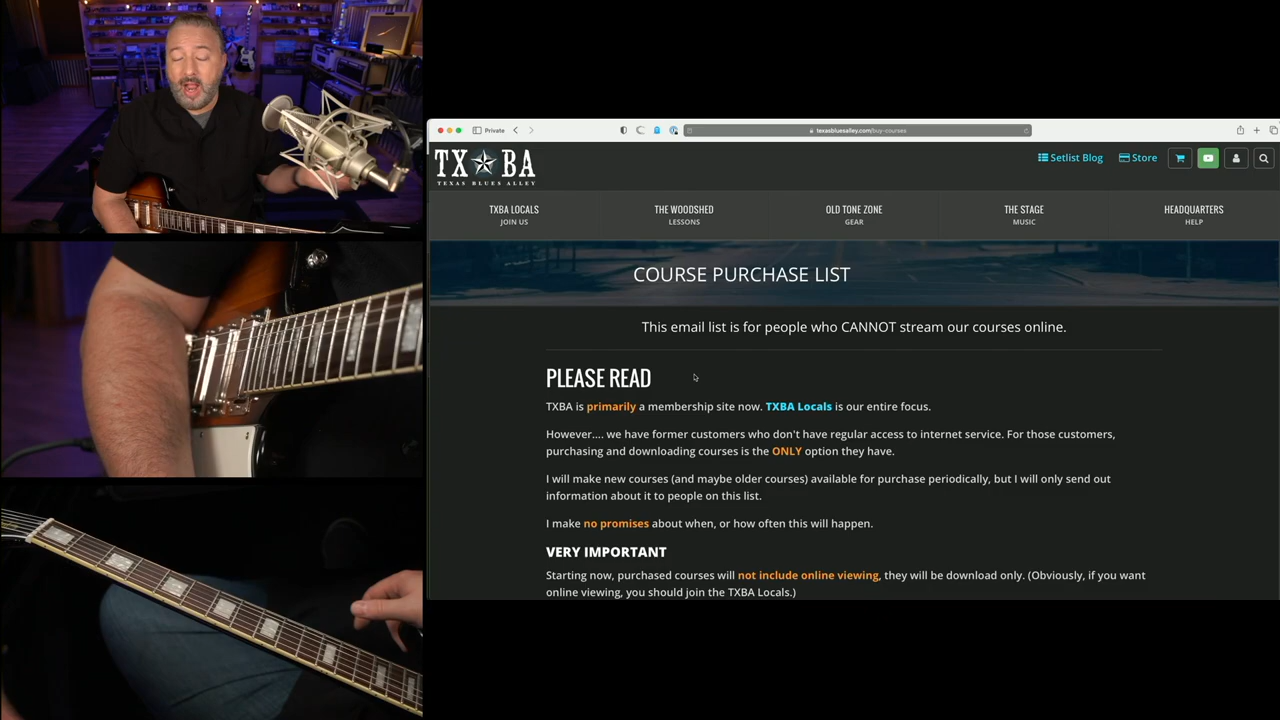 Private
texasbluesalley.com/buy-courses
TX BA
TEXAS BLUES ALLEY
Setlist Blog
Store
TXBA LOCALS
JOIN US
THE WOODSHED
LESSONS
OLD TONE ZONE
GEAR
THE STAGE
MUSIC
HEADQUARTERS
HELP
COURSE PURCHASE LIST
This email list is for people who CANNOT stream our courses online.
PLEASE READ
TXBA is primarily a membership site now. TXBA Locals is our entire focus.
However.... we have former customers who don't have regular access to internet service. For those customers,
purchasing and downloading courses is the ONLY option they have.
I will make new courses (and maybe older courses) available for purchase periodically, but I will only send out
information about it to people on this list.
I make no promises about when, or how often this will happen.
VERY IMPORTANT
Starting now, purchased courses will not include online viewing, they will be download only. (Obviously, if you want
online viewing, you should join the TXBA Locals.)